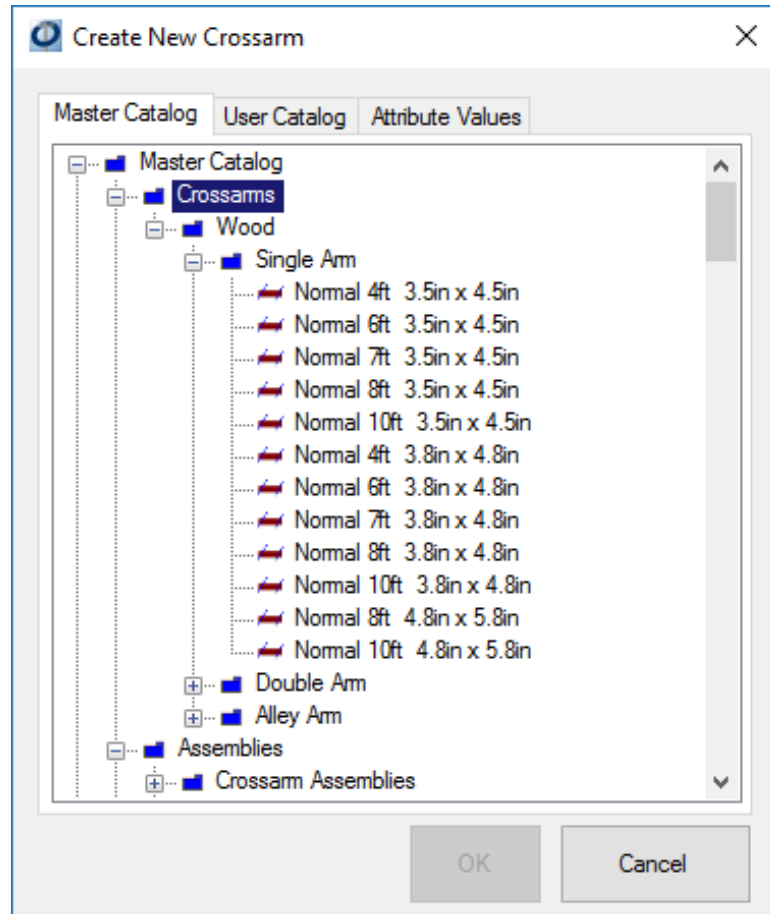 Create New Crossarm
Master Catalog User Catalog Attribute Values
Master Catalog
Crossarms
Wood
Single Arm
Normal 4ft 3.5in x 4.5in
Normal 6ft 3.5in x 4.5in
Normal 7ft 3.5in x 4.5in
Normal 8ft 3.5in x 4.5in
Normal 10ft 3.5in x 4.5in
Normal 4ft 3.8in x 4.8in
Normal 6ft 3.8in x 4.8in
Normal 7ft 3.8in x 4.8in
Normal 8ft 3.8in x 4.8in
Normal 10ft 3.8in x 4.8in
Normal 8ft 4.8in x 5.8in
Normal 10ft 4.8in x 5.8in
Double Arm
Alley Arm
Assemblies
Crossarm Assemblies
OK Cancel